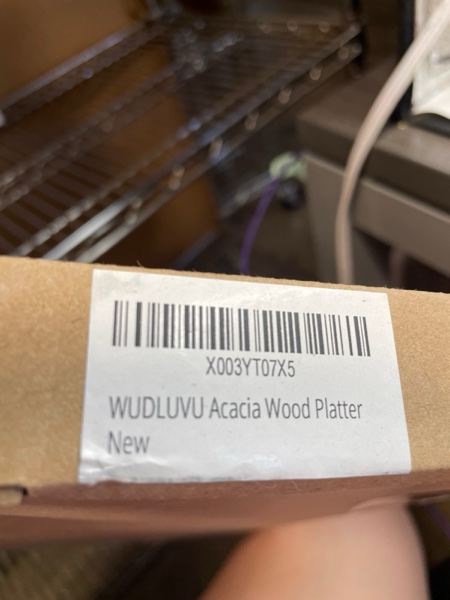 X003YT07X5
WUDLUVU Acacia Wood Platter
New